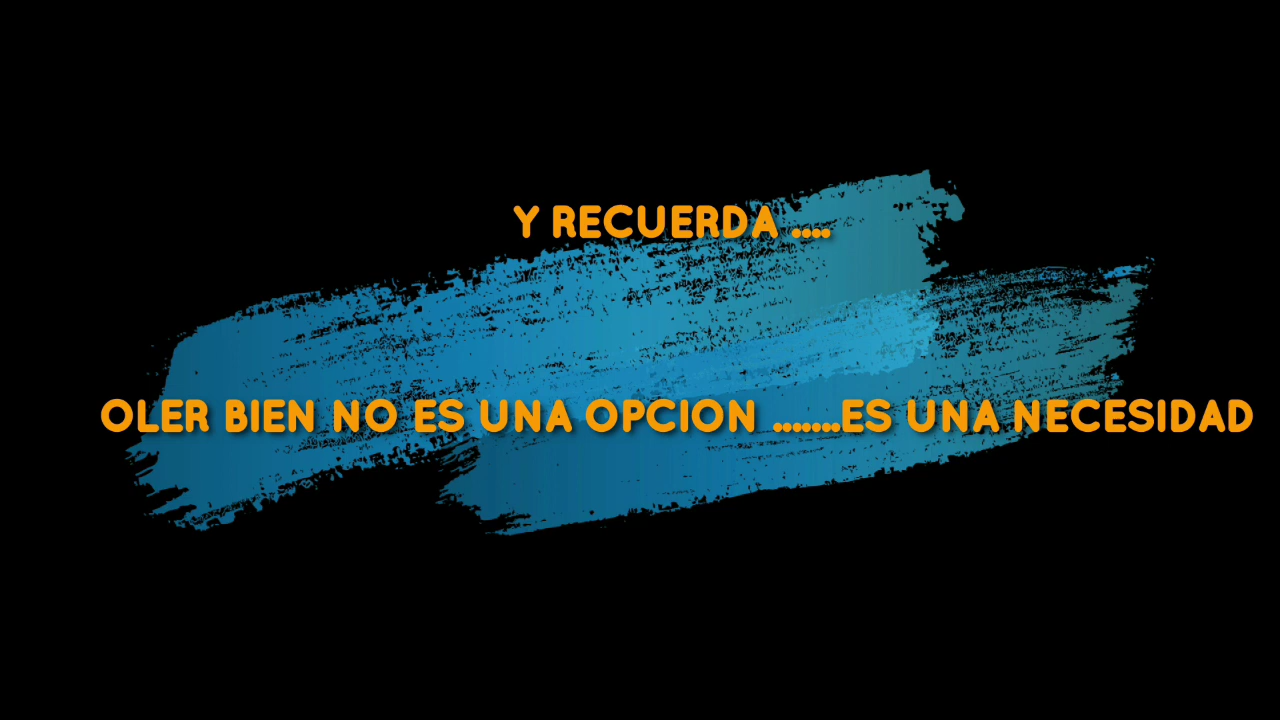 Y RECUERDA ....
OLER BIEN NO ES UNA OPCION .......ES UNA NECESIDAD